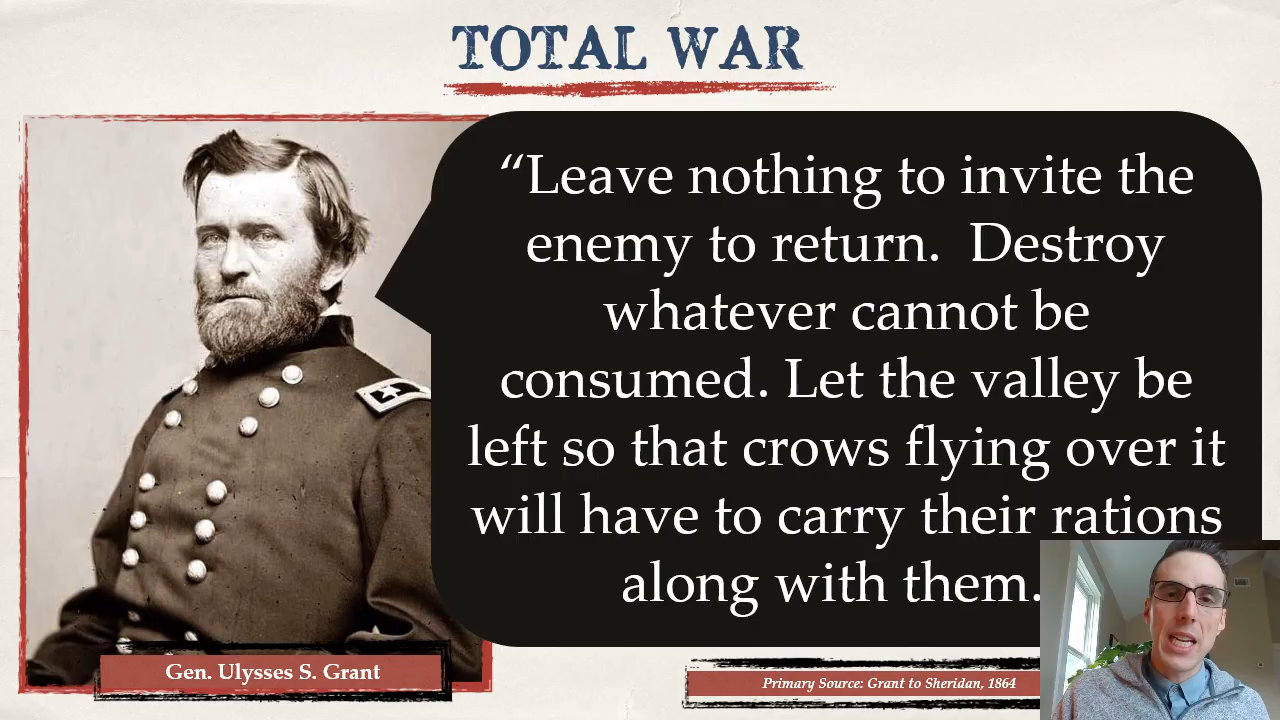 TOTAL WAR
“Leave nothing to invite the
enemy to return.  Destroy
whatever cannot be
consumed. Let the valley be
left so that crows flying over it
will have to carry their rations
along with them.
Gen. Ulysses S. Grant
Primary Source: Grant to Sheridan, 1864